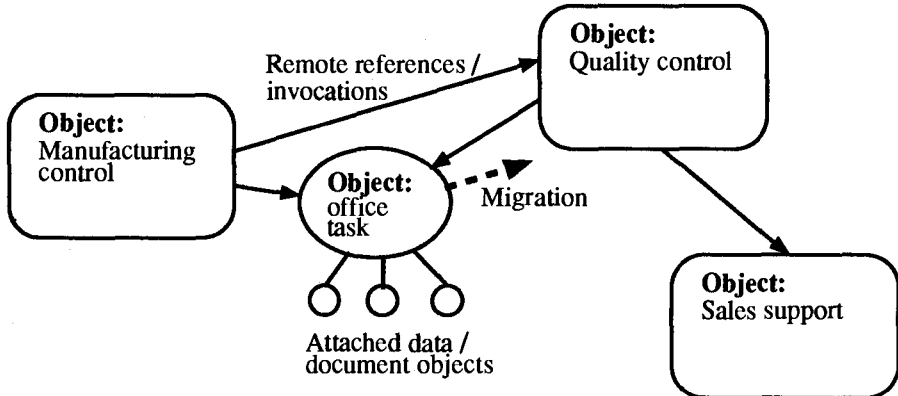 Object:
Quality control
Remote references /
invocations
Object:
Manufacturing
control
Object:
office
task
Migration
Object:
Sales support
Attached data /
document objects